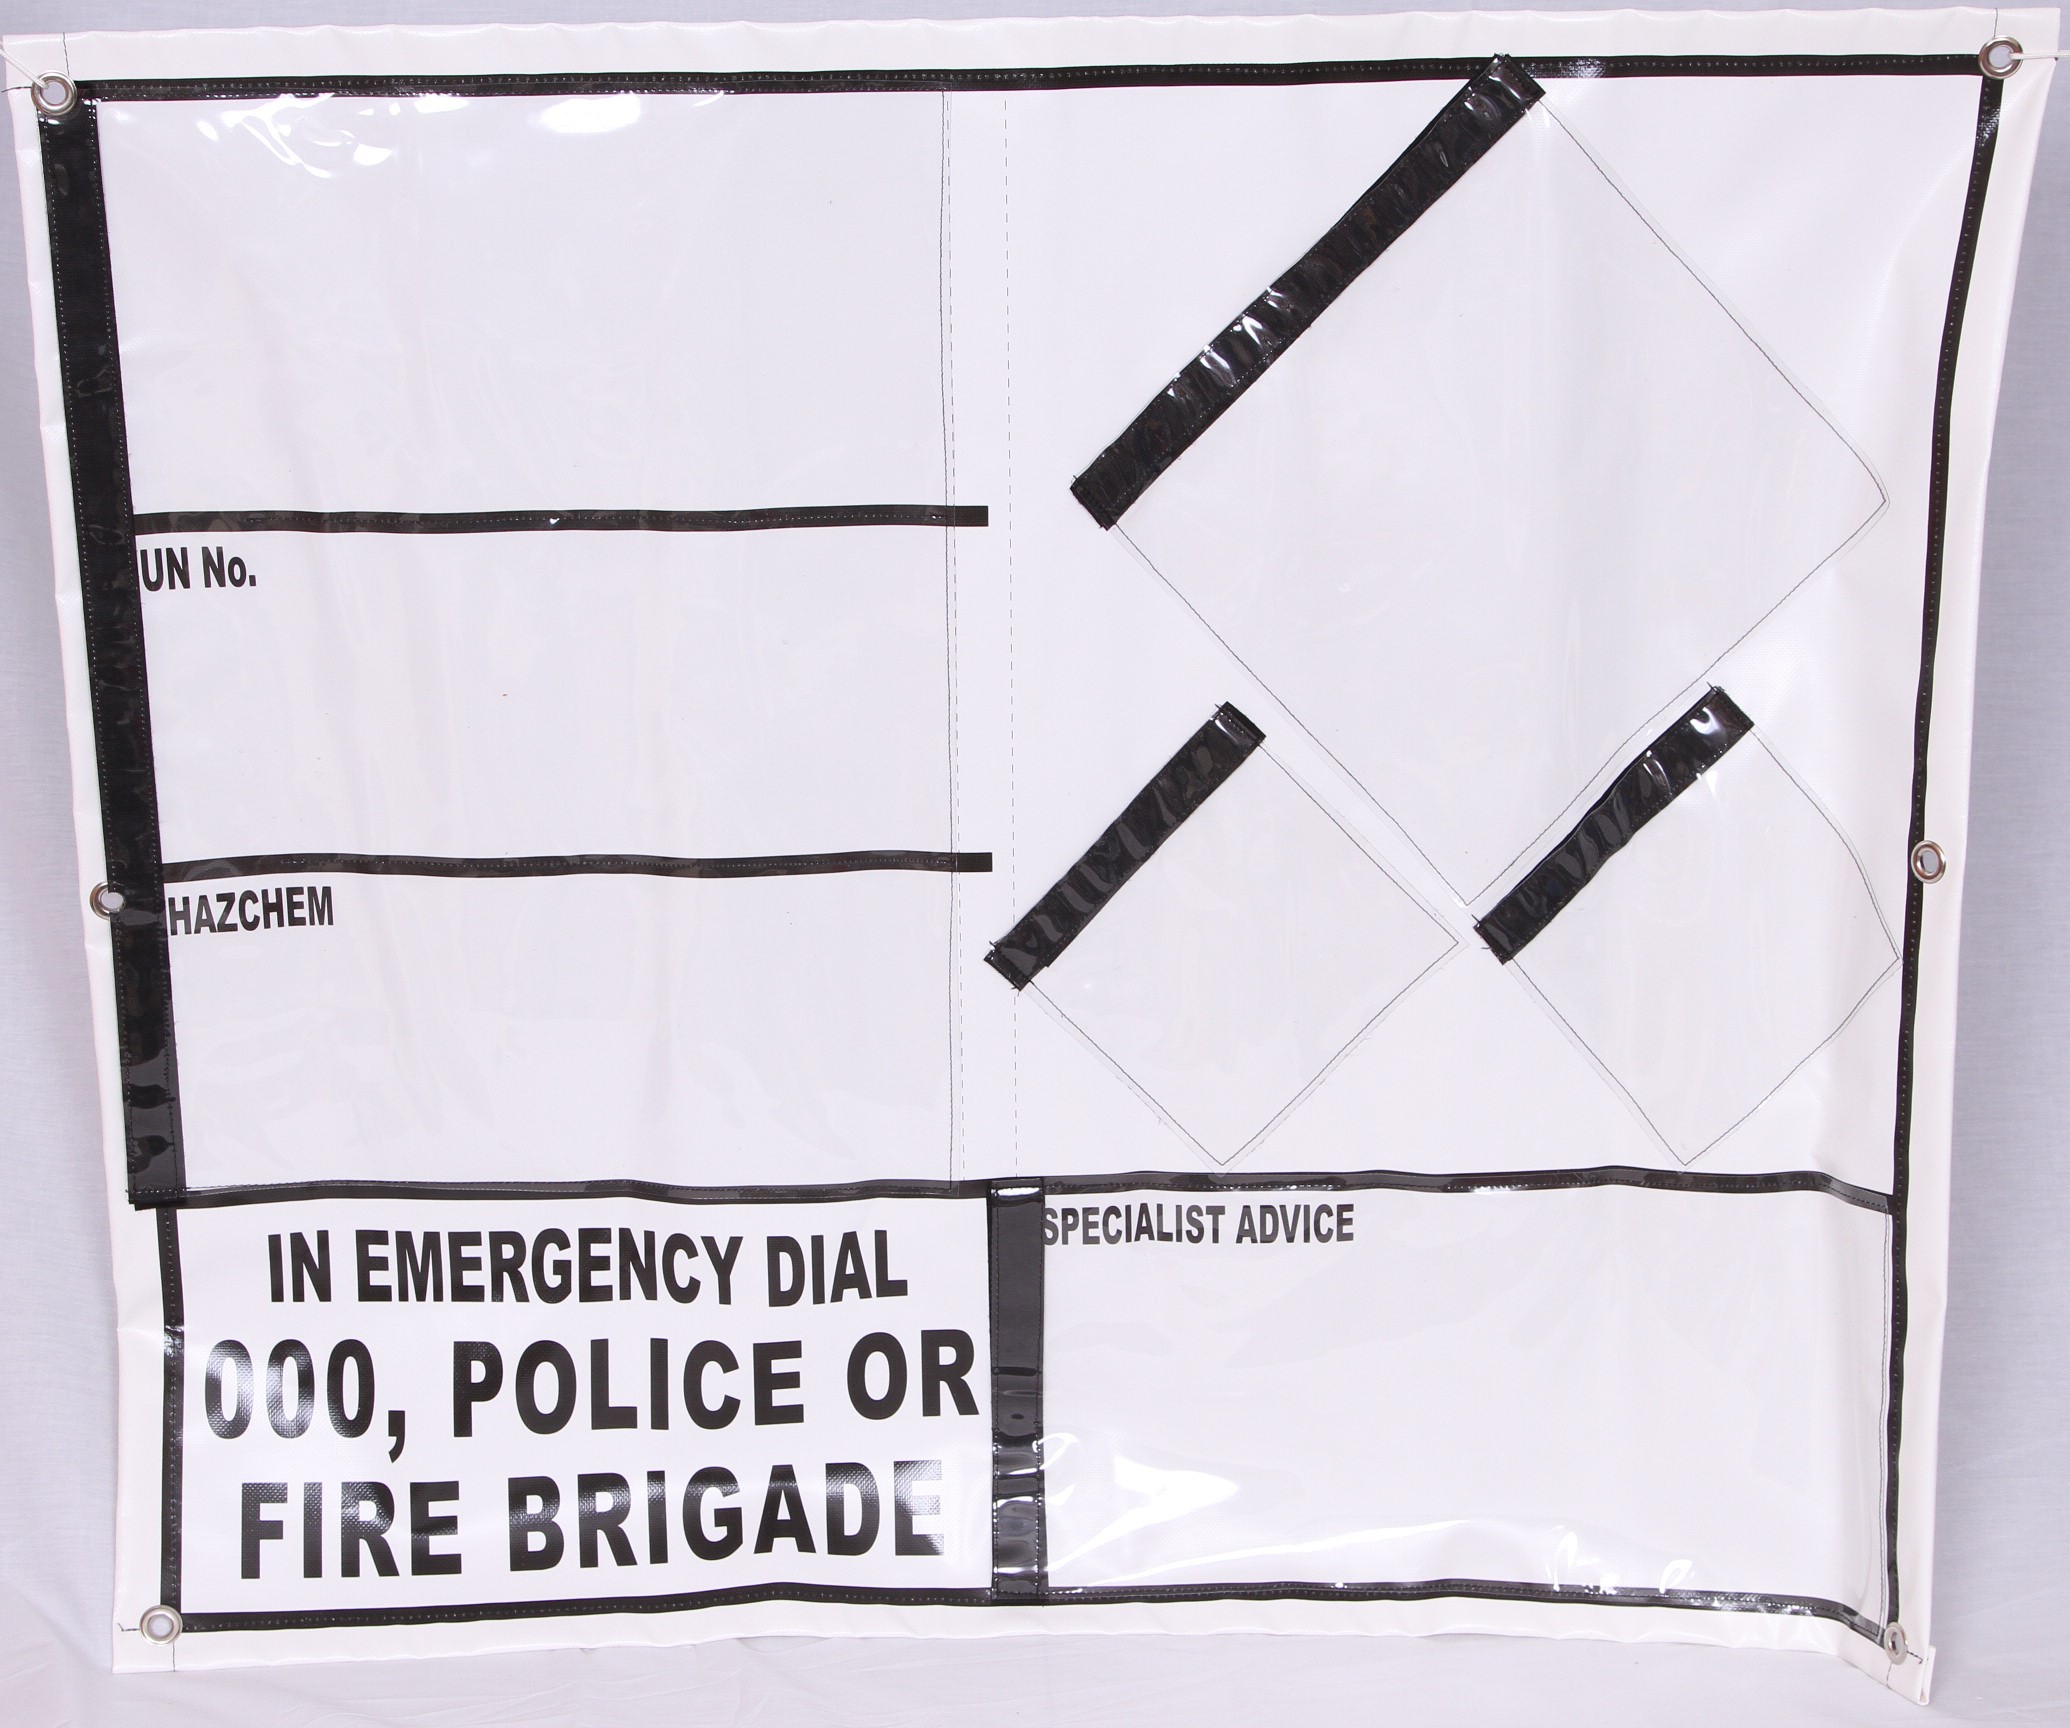 UN No.
HAZCHEM
IN EMERGENCY DIAL
000, POLICE OR
FIRE BRIGADE
SPECIALIST ADVICE